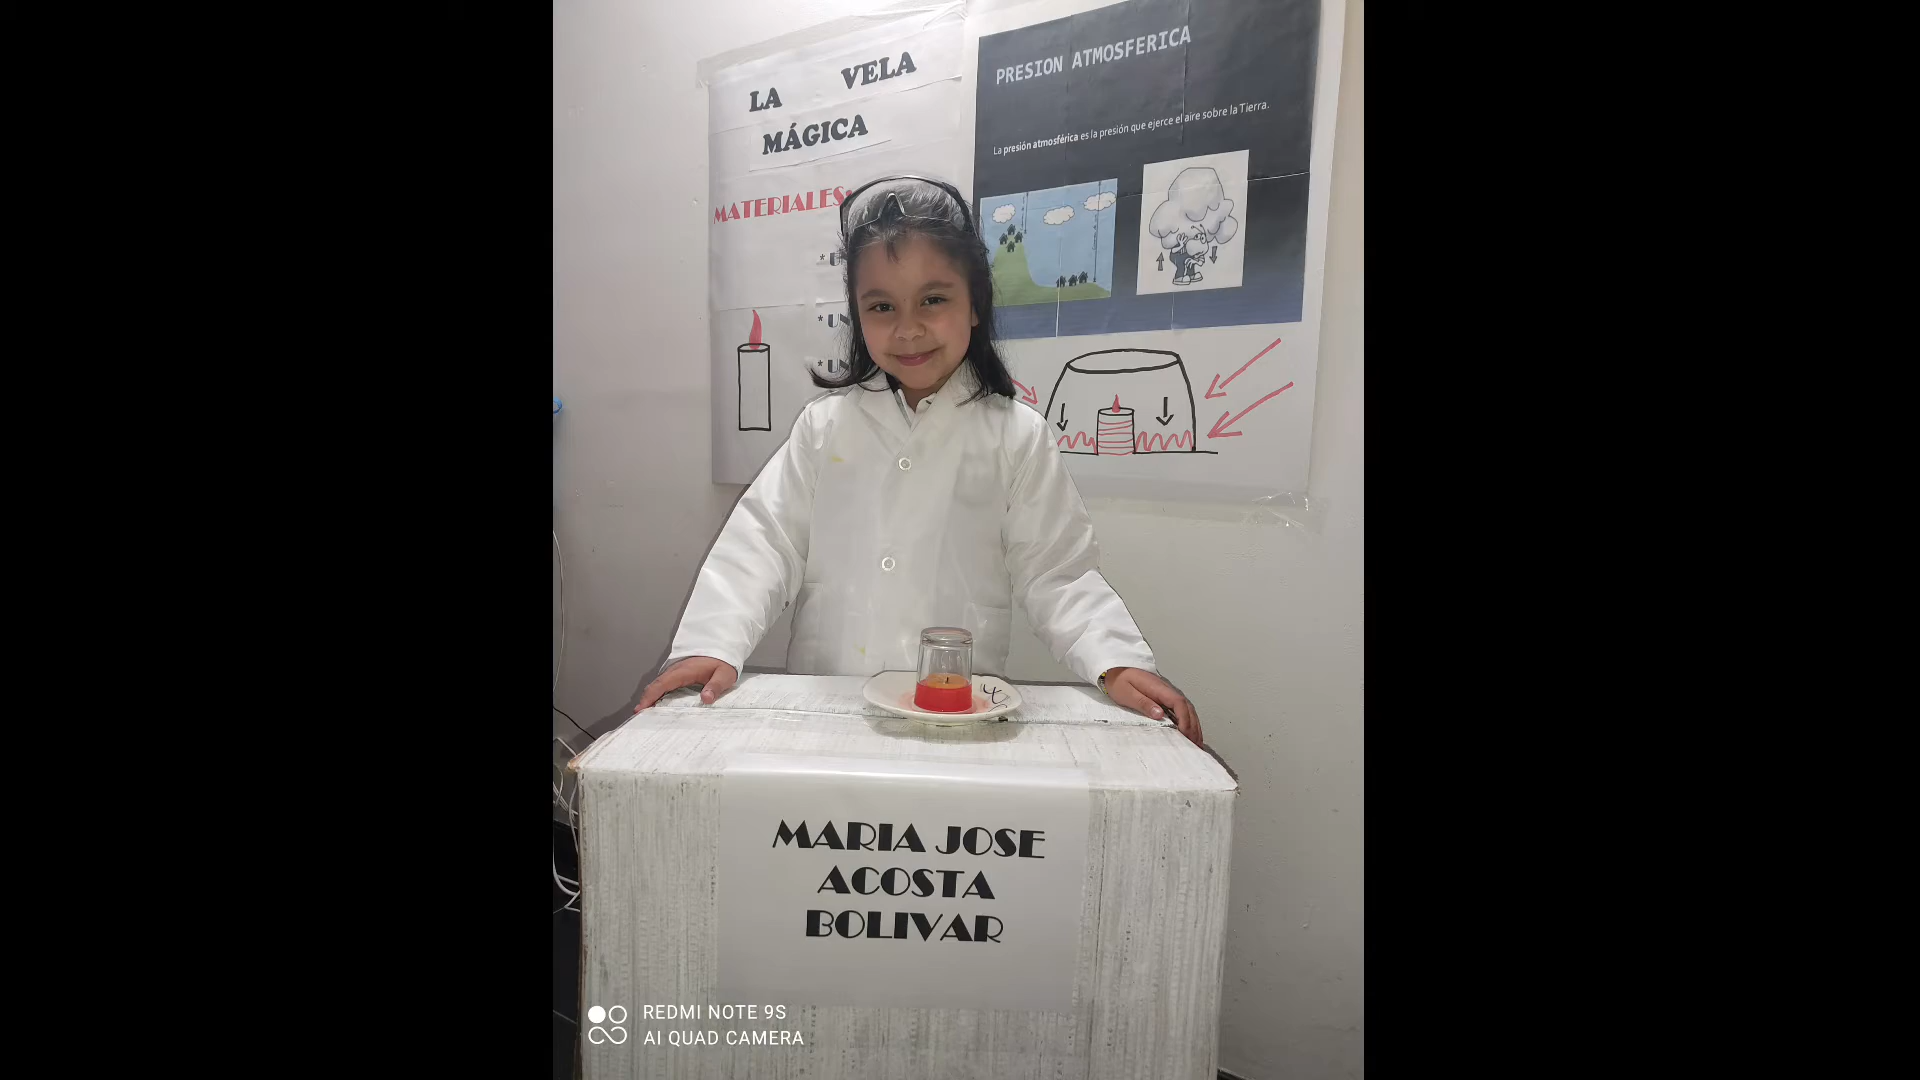 LA VELA
MÁGICA
MATERIALES:
PRESION ATMOSFERICA
La presión atmosférica es la presión que ejerce el aire sobre la Tierra.
MARIA JOSE
ACOSTA
BOLIVAR
REDMI NOTE 9S
AI QUAD CAMERA